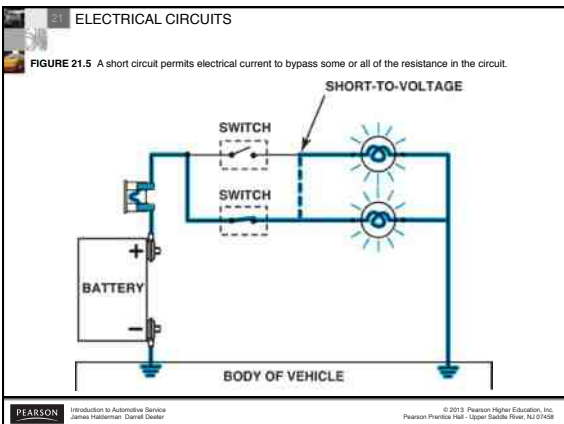 21 ELECTRICAL CIRCUITS
FIGURE 21.5 A short circuit permits electrical current to bypass some or all of the resistance in the circuit.
SHORT-TO-VOLTAGE
SWITCH
SWITCH
+
BATTERY
−
BODY OF VEHICLE
PEARSON
Introduction to Automotive Service
James Halderman Darrell Deeter
© 2013 Pearson Higher Education, Inc.
Pearson Prentice Hall - Upper Saddle River, NJ 07458